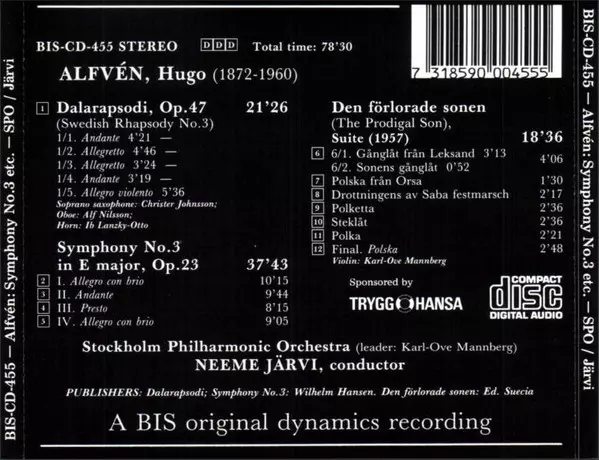 BIS-CD-455 STEREO DDD Total time: 78'30
ALFVÉN, Hugo (1872-1960)
7 318590 004555
1 Dalarapsodi, Op.47 21'26
(Swedish Rhapsody No.3)
1/1. Andante 4'21 –
1/2. Allegretto 4'46 –
1/3. Allegretto 3'24 –
1/4. Andante 3'19 –
1/5. Allegro violento 5'36
Soprano saxophone: Christer Johnsson;
Oboe: Alf Nilsson;
Horn: Ib Lanzky-Otto
Symphony No.3
in E major, Op.23 37'43
2 I. Allegro con brio 10'15
3 II. Andante 9'44
4 III. Presto 8'15
5 IV. Allegro con brio 9'05
Den förlorade sonen
(The Prodigal Son),
Suite (1957) 18'36
6 6/1. Gånglåt från Leksand 3'13
6/2. Sonens gånglåt 0'52
4'06
7 Polska från Orsa 1'30
8 Drottningens av Saba festmarsch 2'17
9 Polketta 2'36
10 Steklåt 2'36
11 Polka 2'21
12 Final. Polska 2'48
Violin: Karl-Ove Mannberg
Sponsored by
TRYGG HANSA
COMPACT
disc
DIGITAL AUDIO
Stockholm Philharmonic Orchestra (leader: Karl-Ove Mannberg)
NEEME JÄRVI, conductor
PUBLISHERS: Dalarapsodi; Symphony No.3: Wilhelm Hansen. Den förlorade sonen: Ed. Suecia
A BIS original dynamics recording
BIS-CD-455 – Alfvén: Symphony No.3 etc. – SPO / Järvi
BIS-CD-455 – Alfvén: Symphony No.3 etc. – SPO / Järvi